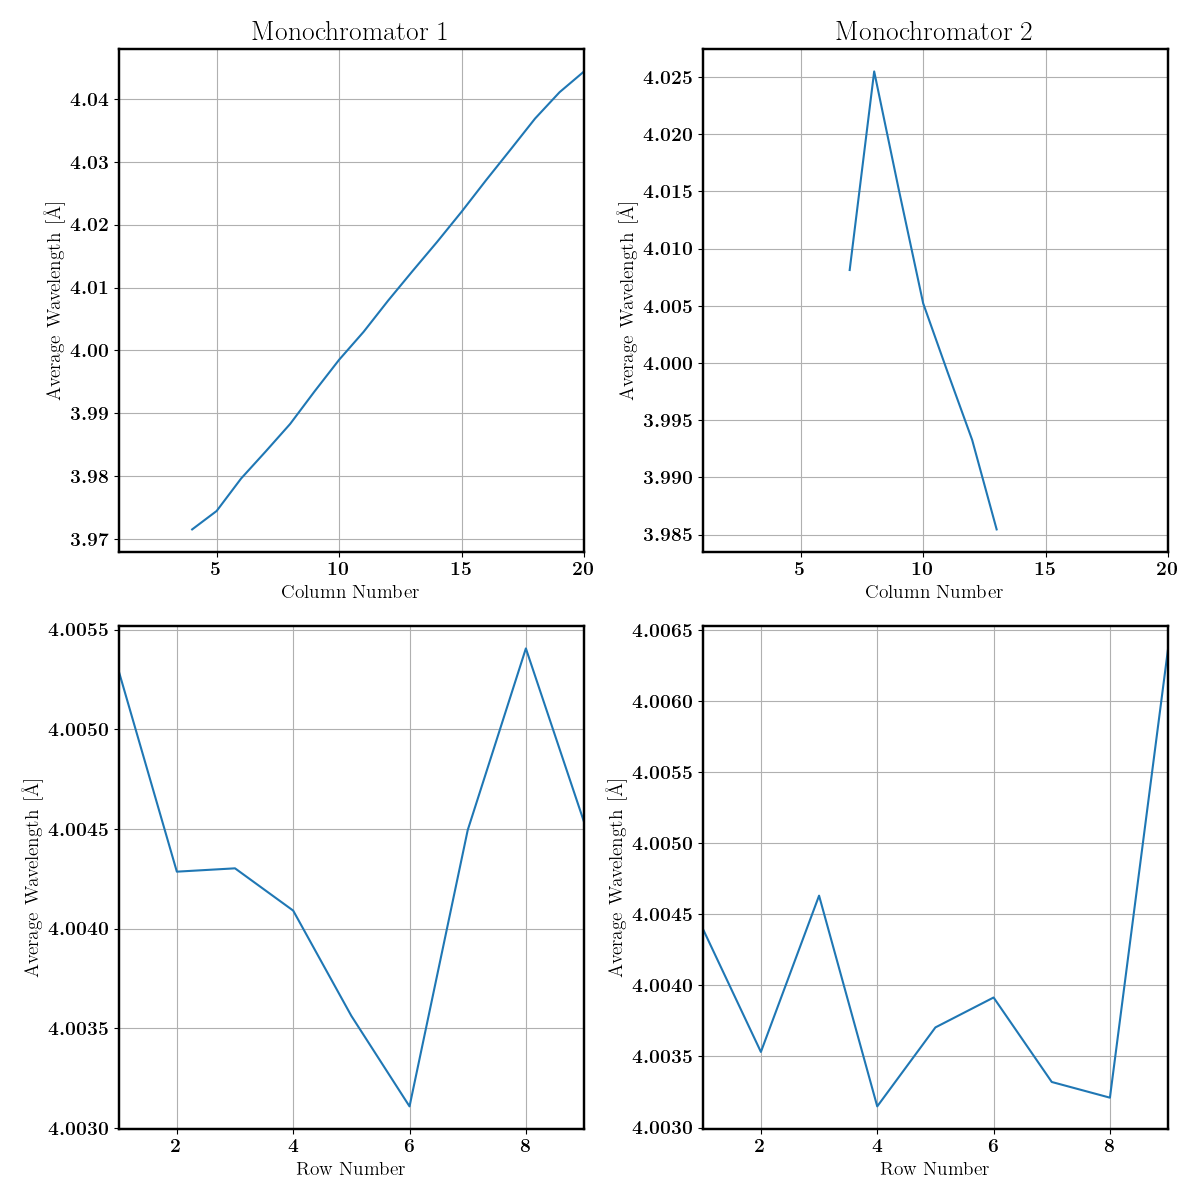 Monochromator 1
4.04
4.03
4.02
4.01
4.00
3.99
3.98
3.97
Average Wavelength [Å]
5 10 15 20
Column Number
Monochromator 2
4.025
4.020
4.015
4.010
4.005
4.000
3.995
3.990
3.985
Average Wavelength [Å]
5 10 15 20
Column Number
4.0055
4.0050
4.0045
4.0040
4.0035
4.0030
Average Wavelength [Å]
2 4 6 8
Row Number
4.0065
4.0060
4.0055
4.0050
4.0045
4.0040
4.0035
4.0030
Average Wavelength [Å]
2 4 6 8
Row Number